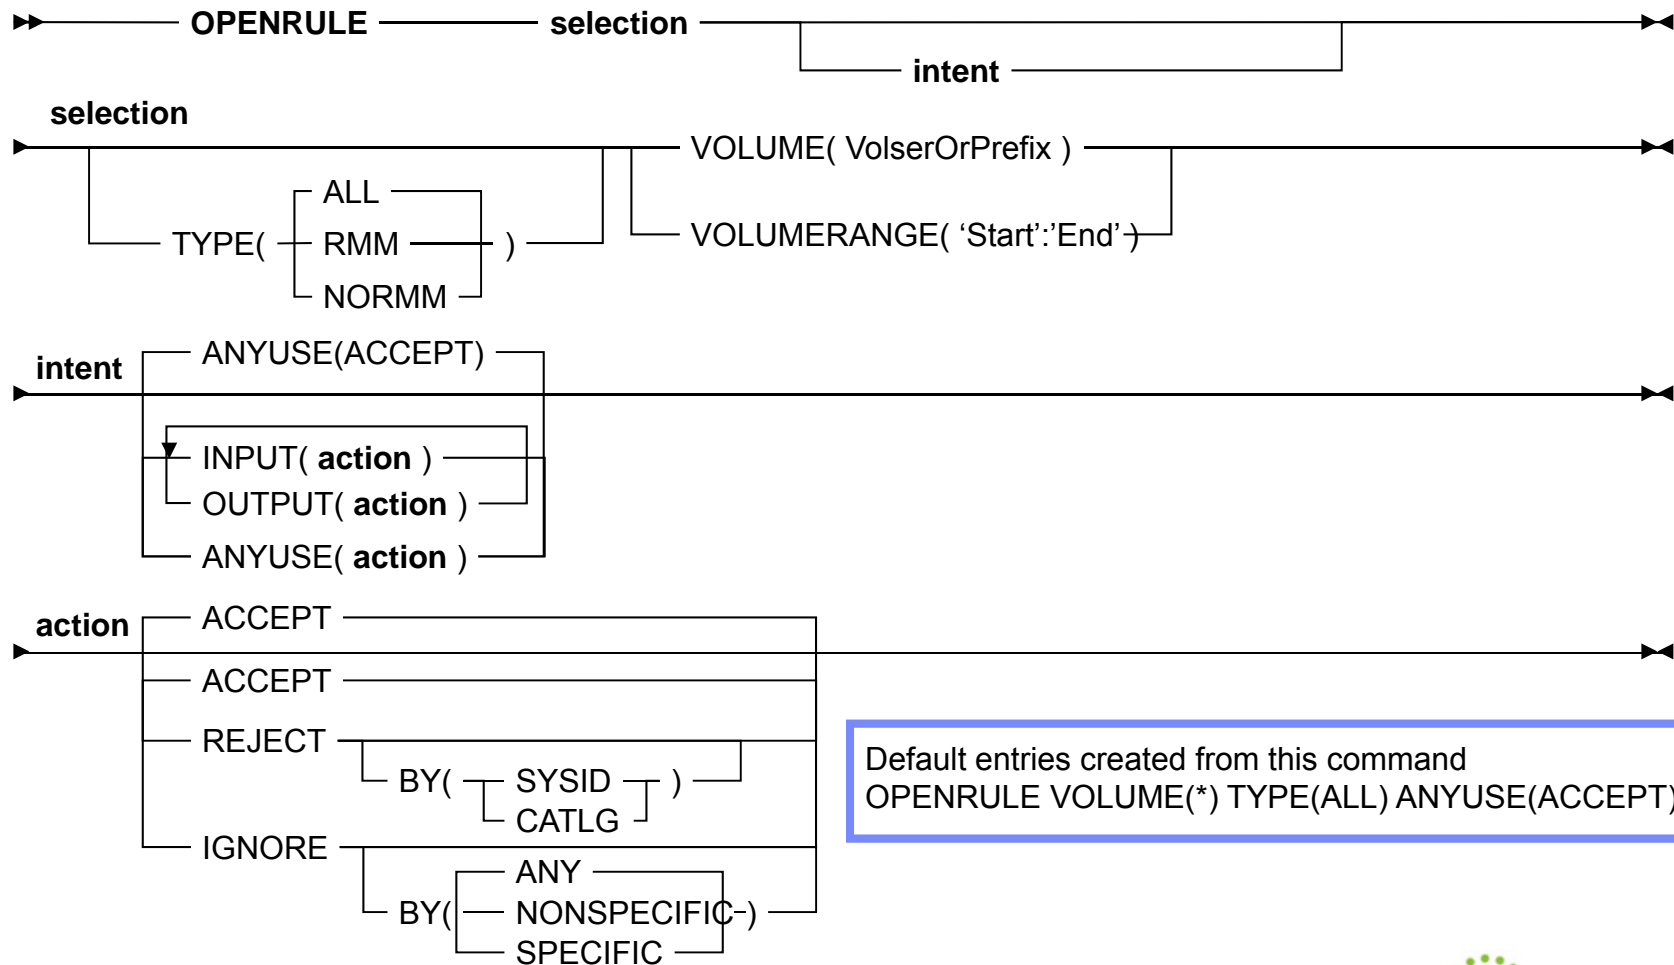 OPENRULE selection
intent
selection
VOLUME( VolserOrPrefix )
ALL
TYPE( RMM )
VOLUMERANGE( ‘Start’:’End’ )
NORMM
ANYUSE(ACCEPT)
intent
INPUT( action )
OUTPUT( action )
ANYUSE( action )
ACCEPT
action
ACCEPT
REJECT
BY( SYSID )
CATLG
Default entries created from this command
OPENRULE VOLUME(*) TYPE(ALL) ANYUSE(ACCEPT)
IGNORE
ANY
BY( NONSPECIFIC )
SPECIFIC